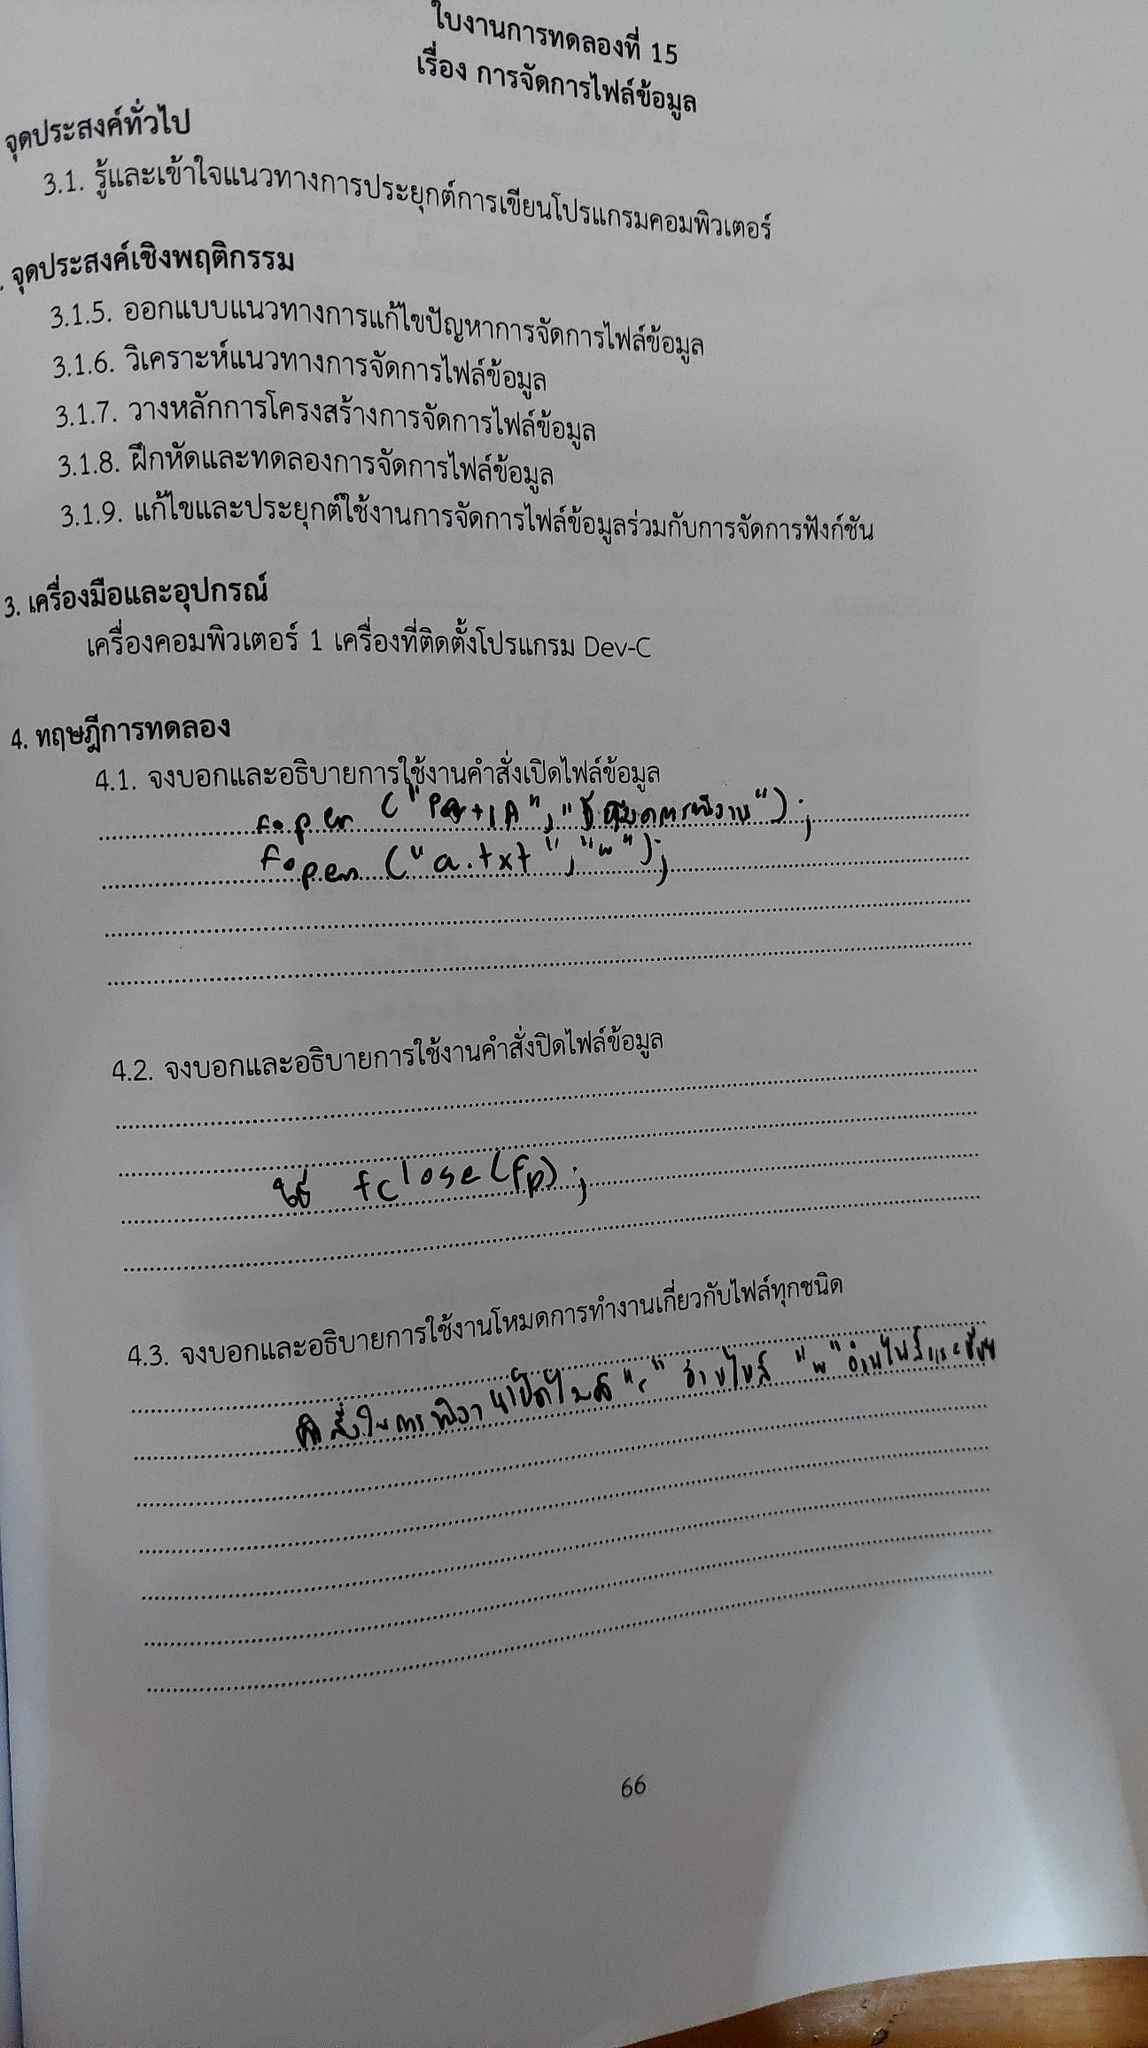 ใบงานการทดลองที่ 15
เรื่อง การจัดการไฟล์ข้อมูล
จุดประสงค์ทั่วไป
3.1. รู้และเข้าใจแนวทางการประยุกต์การเขียนโปรแกรมคอมพิวเตอร์
. จุดประสงค์เชิงพฤติกรรม
3.1.5. ออกแบบแนวทางการแก้ไขปัญหาการจัดการไฟล์ข้อมูล
3.1.6. วิเคราะห์แนวทางการจัดการไฟล์ข้อมูล
3.1.7. วางหลักการโครงสร้างการจัดการไฟล์ข้อมูล
3.1.8. ฝึกหัดและทดลองการจัดการไฟล์ข้อมูล
3.1.9. แก้ไขและประยุกต์ใช้งานการจัดการไฟล์ข้อมูลร่วมกับการจัดการฟังก์ชัน
3. เครื่องมือและอุปกรณ์
เครื่องคอมพิวเตอร์ 1 เครื่องที่ติดตั้งโปรแกรม Dev-C
4. ทฤษฎีการทดลอง
4.1. จงบอกและอธิบายการใช้งานคำสั่งเปิดไฟล์ข้อมูล
fopen ("
fopen ("a.txt","w");
4.2. จงบอกและอธิบายการใช้งานคำสั่งปิดไฟล์ข้อมูล
ใช้ fclose(fp);
4.3. จงบอกและอธิบายการใช้งานโหมดการทำงานเกี่ยวกับไฟล์ทุกชนิด
"r" อ่านไฟล์ "w" อ่านไฟล์และเขียน
66